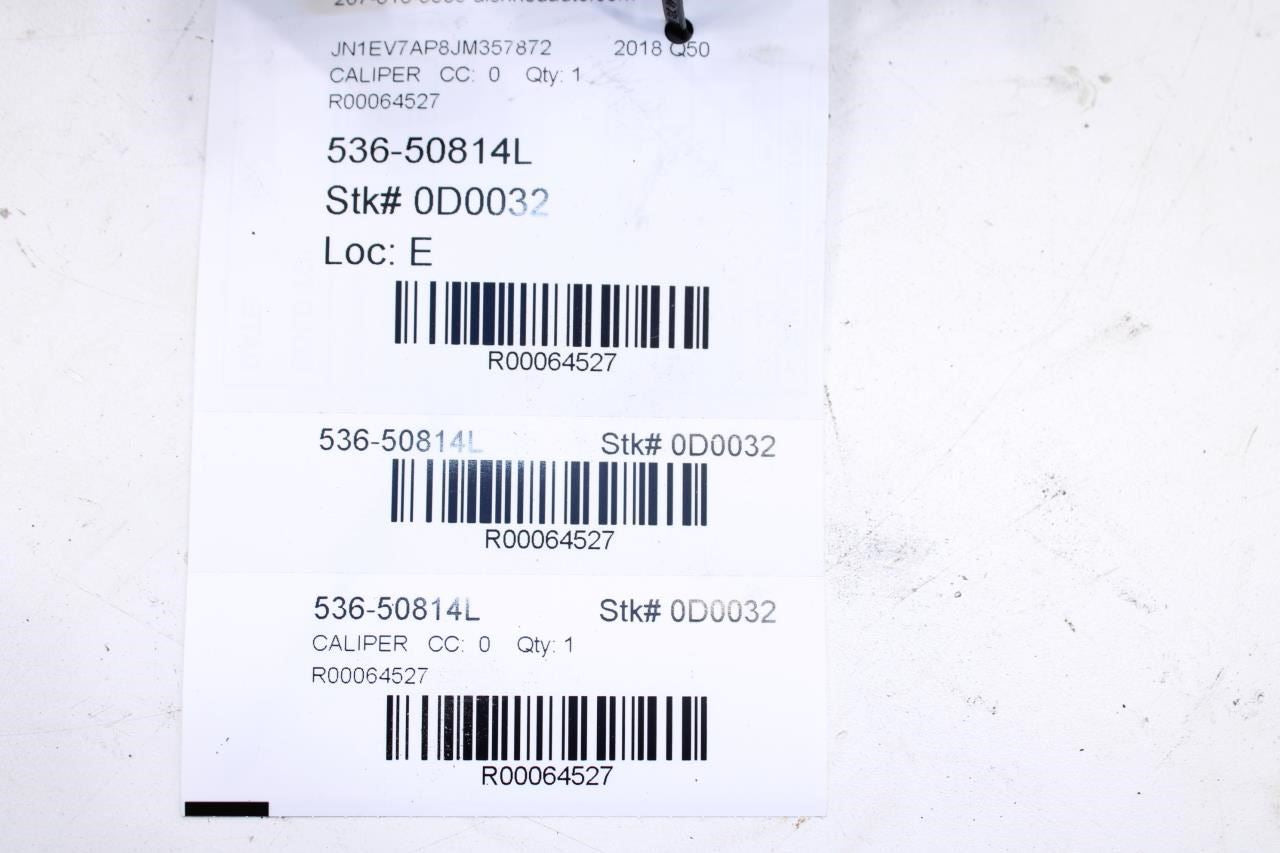 JN1EV7AP8JM357872 2018 Q50
CALIPER CC: 0 Qty: 1
R00064527
536-50814L
Stk# 0D0032
Loc: E
R00064527
536-50814L Stk# 0D0032
R00064527
536-50814L Stk# 0D0032
CALIPER CC: 0 Qty: 1
R00064527
R00064527